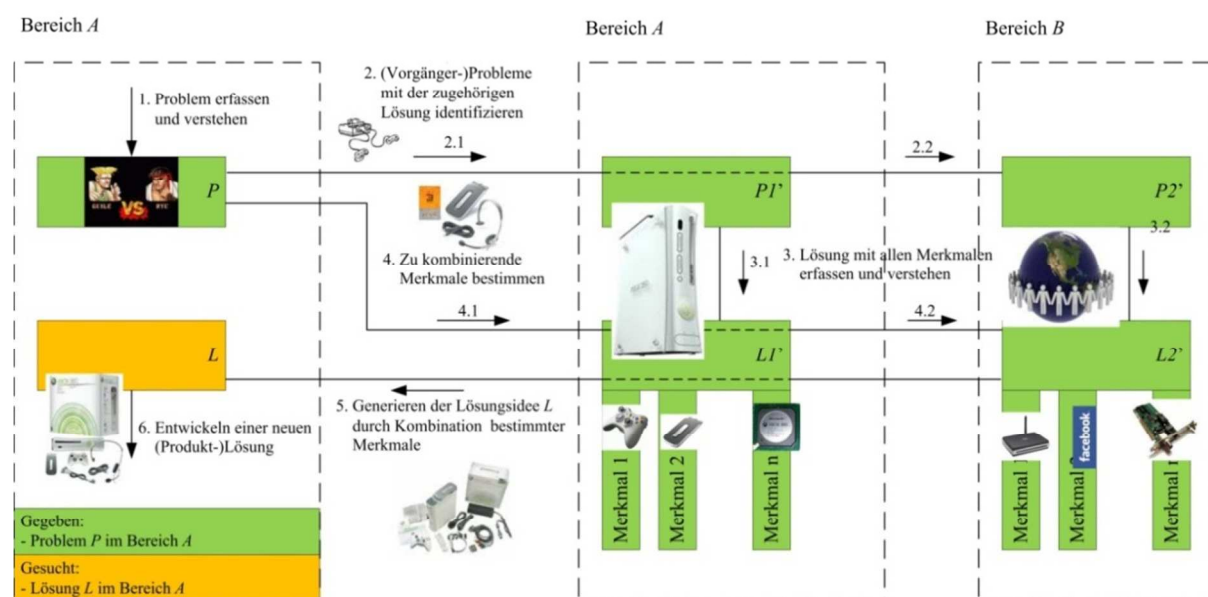 Bereich A
Bereich A
Bereich B
1. Problem erfassen
und verstehen
2. (Vorgänger-)Probleme
mit der zugehörigen
Lösung identifizieren
2.1
2.2
P
GUILE
VS
RYU
P1'
P2'
3.1
3. Lösung mit allen Merkmalen
erfassen und verstehen
3.2
4. Zu kombinierende
Merkmale bestimmen
4.1
4.2
L
L1'
L2'
5. Generieren der Lösungsidee L
durch Kombination bestimmter
Merkmale
6. Entwickeln einer neuen
(Produkt-)Lösung
Merkmal 1
Merkmal 2
Merkmal n
Merkmal
facebook
Merkmal
Gegeben:
- Problem P im Bereich A
Gesucht:
- Lösung L im Bereich A